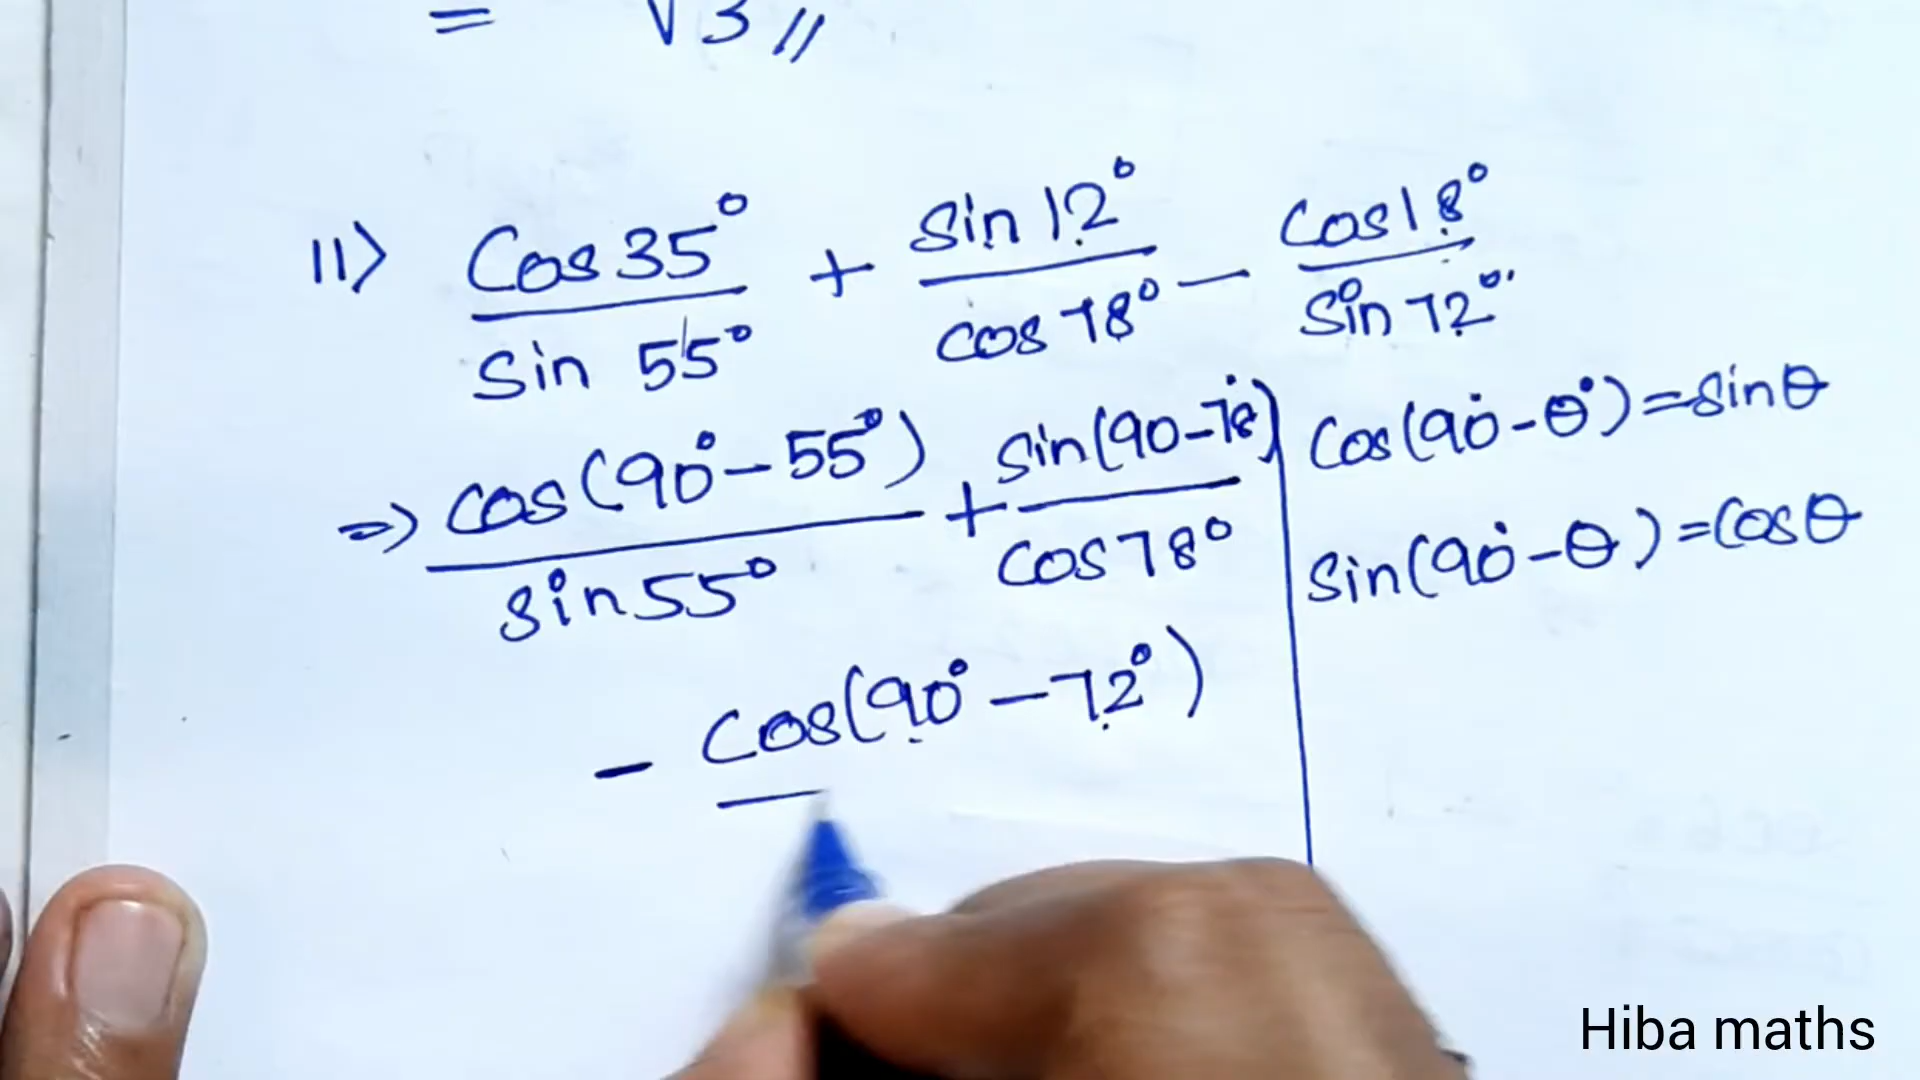 = √3 //
11) Cos 35° / Sin 55° + Sin 12° / cos 78° - Cos 18° / Sin 72°
=> cos(90° - 55°) / sin 55° + sin(90 - 78°) / cos 78°
- cos(90° - 72°)
cos(90° - θ°) = sin θ
sin(90° - θ) = cos θ
Hiba maths